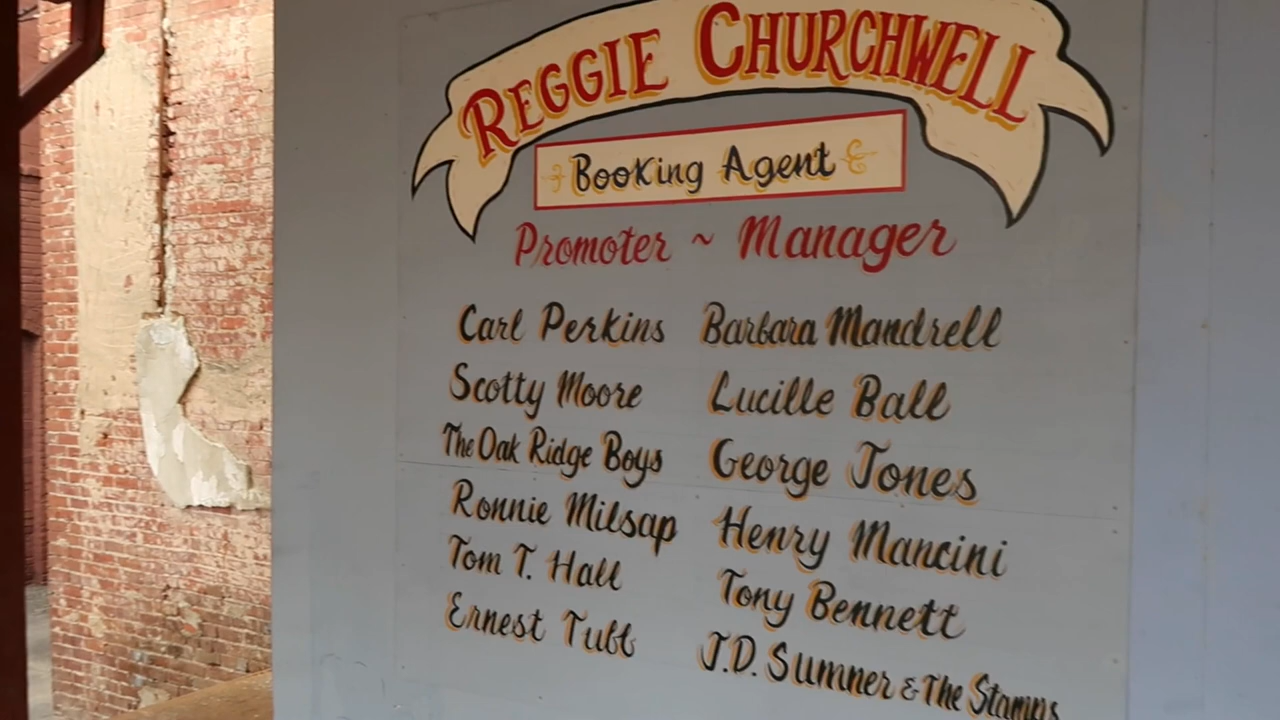 REGGIE CHURCHWELL
Booking Agent
Promoter ~ Manager
Carl Perkins Barbara Mandrell
Scotty Moore Lucille Ball
The Oak Ridge Boys George Jones
Ronnie Milsap Henry Mancini
Tom T. Hall Tony Bennett
Ernest Tubb J.D. Sumner & The Stamps